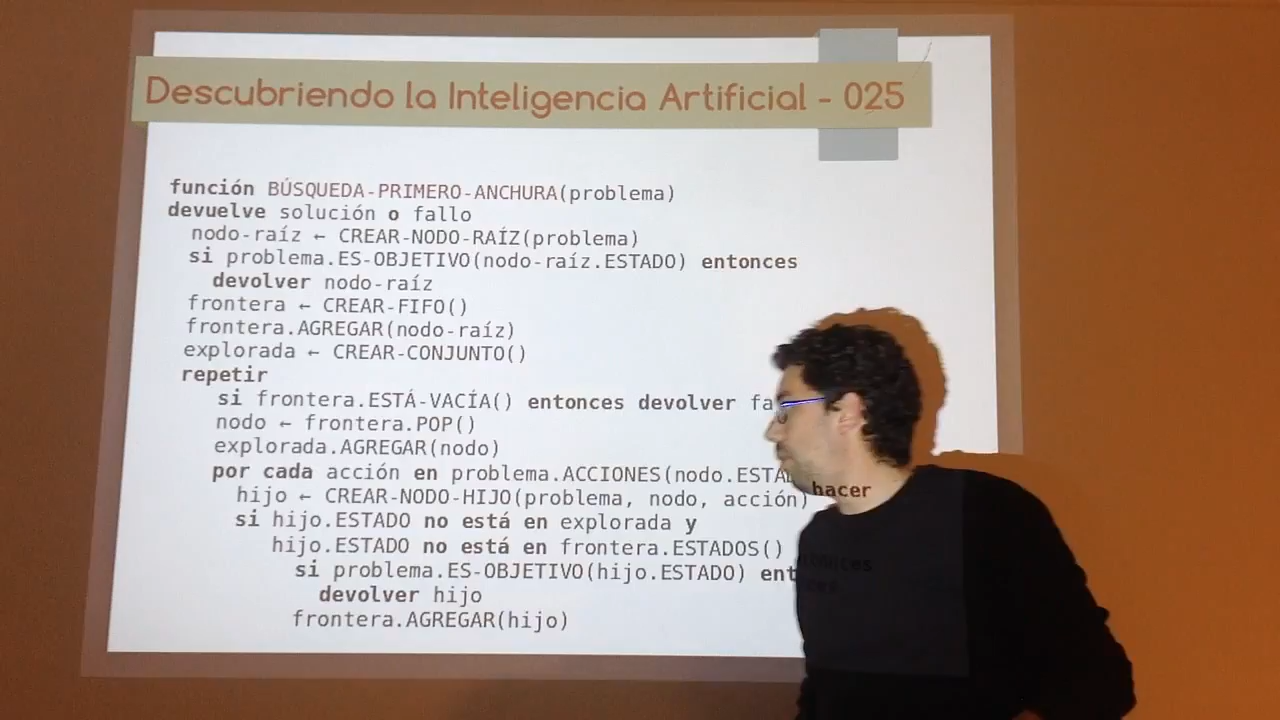 Descubriendo la Inteligencia Artificial - 025
función BÚSQUEDA-PRIMERO-ANCHURA(problema)
devuelve solución o fallo
nodo-raíz ← CREAR-NODO-RAÍZ(problema)
si problema.ES-OBJETIVO(nodo-raíz.ESTADO) entonces
devolver nodo-raíz
frontera ← CREAR-FIFO()
frontera.AGREGAR(nodo-raíz)
explorada ← CREAR-CONJUNTO()
repetir
si frontera.ESTÁ-VACÍA() entonces devolver
nodo ← frontera.POP()
explorada.AGREGAR(nodo)
por cada acción en problema.ACCIONES(nodo.ESTA hacer
hijo ← CREAR-NODO-HIJO(problema, nodo, acción)
si hijo.ESTADO no está en explorada y
hijo.ESTADO no está en frontera.ESTADOS() entonces
si problema.ES-OBJETIVO(hijo.ESTADO) ent
devolver hijo
frontera.AGREGAR(hijo)